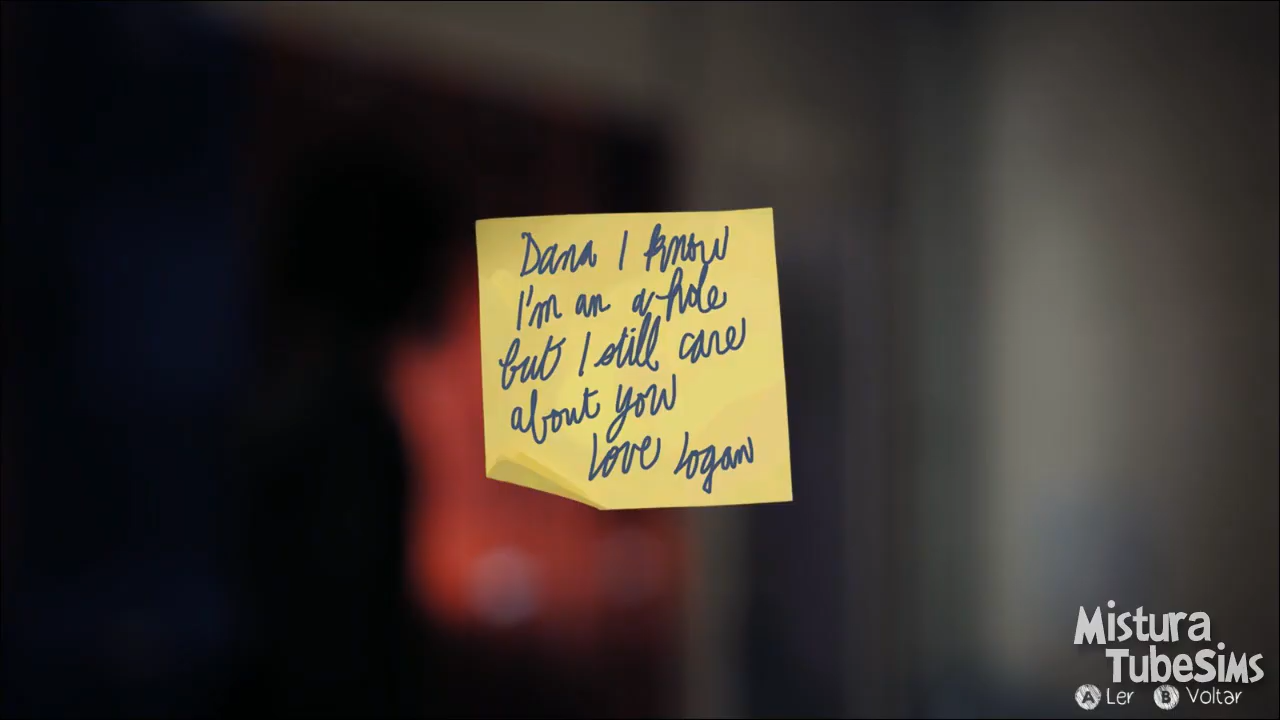 Dana I know
I'm an a-hole
but I still care
about you
Love Logan
Mistura
TubeSims
A Ler B Voltar